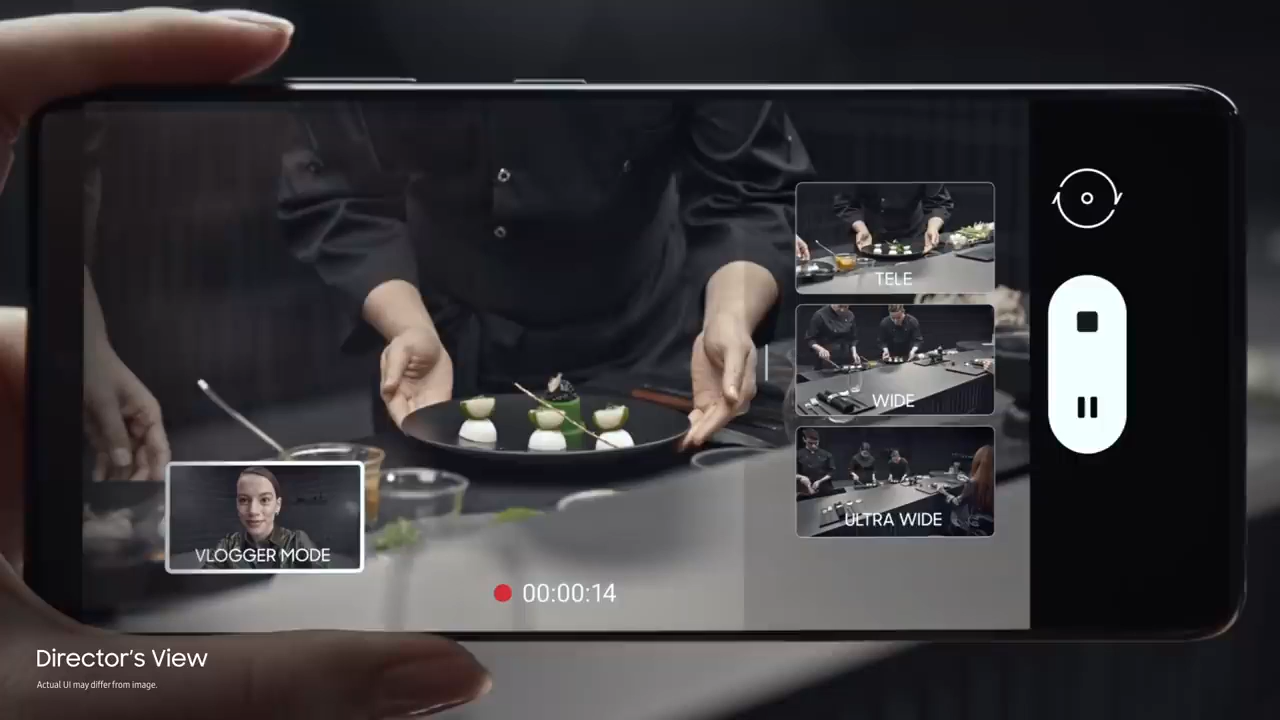 TELE
WIDE
ULTRA WIDE
VLOGGER MODE
00:00:14
Director's View
Actual UI may differ from image.